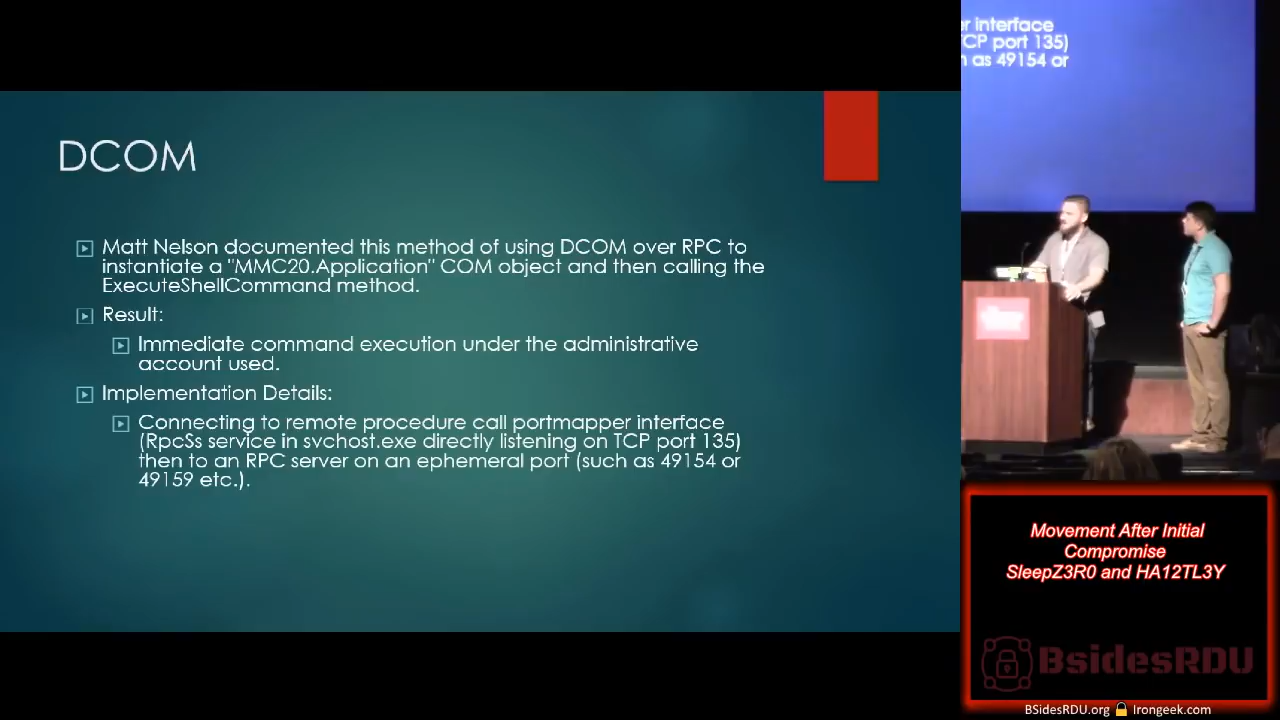 DCOM
Matt Nelson documented this method of using DCOM over RPC to
instantiate a "MMC20.Application" COM object and then calling the
ExecuteShellCommand method.
Result:
Immediate command execution under the administrative
account used.
Implementation Details:
Connecting to remote procedure call portmapper interface
(RpcSs service in svchost.exe directly listening on TCP port 135)
then to an RPC server on an ephemeral port (such as 49154 or
49159 etc.).
er interface
TCP port 135)
h as 49154 or
Movement After Initial
Compromise
SleepZ3R0 and HA12TL3Y
BsidesRDU
BSidesRDU.org Irongeek.com